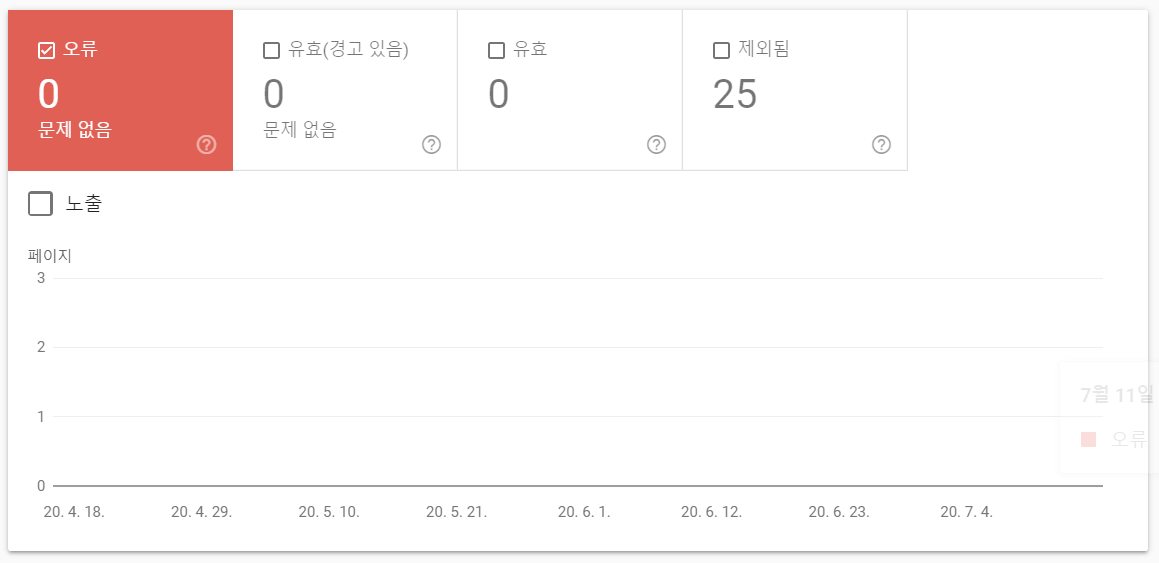 오류
0
문제 없음
유효(경고 있음)
0
문제 없음
유효
0
제외됨
25
노출
페이지
3
2
1
0
7월 11일
오류
20. 4. 18. 20. 4. 29. 20. 5. 10. 20. 5. 21. 20. 6. 1. 20. 6. 12. 20. 6. 23. 20. 7. 4.